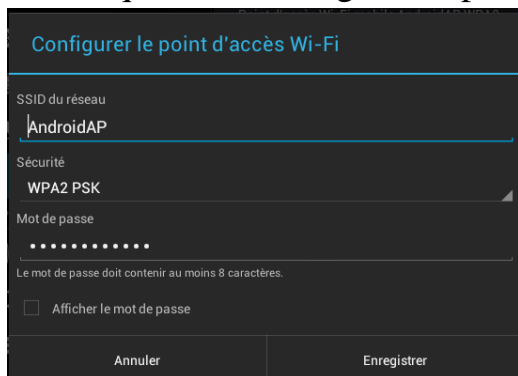 Configurer le point d'accès Wi-Fi
SSID du réseau
AndroidAP
Sécurité
WPA2 PSK
Mot de passe
••••••••••••
Le mot de passe doit contenir au moins 8 caractères.
Afficher le mot de passe
Annuler
Enregistrer